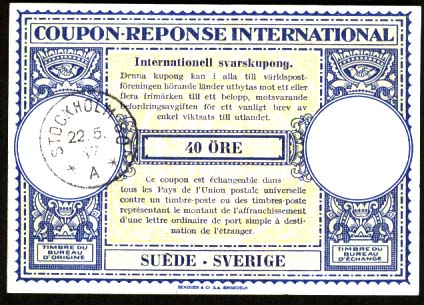 COUPON-REPONSE INTERNATIONAL
Internationell svarskupong.
Denna kupong kan i alla till världspost-
föreningen hörande länder utbytas mot ett eller
flera frimärken till ett belopp, motsvarande
befordringsavgiften för ett vanligt brev av
enkel viktsats till utlandet.
STOCKHOLM
22.5.
17
* A *
40 ÖRE
Ce coupon est échangeable dans
tous les Pays de l'Union postale universelle
contre un timbre-poste ou des timbres-poste
représentant le montant de l'affranchissement
d'une lettre ordinaire de port simple à desti-
nation de l'étranger.
TIMBRE DU
BUREAU
D'ORIGINE
TIMBRE DU
BUREAU
D'ÉCHANGE
SUÈDE - SVERIGE